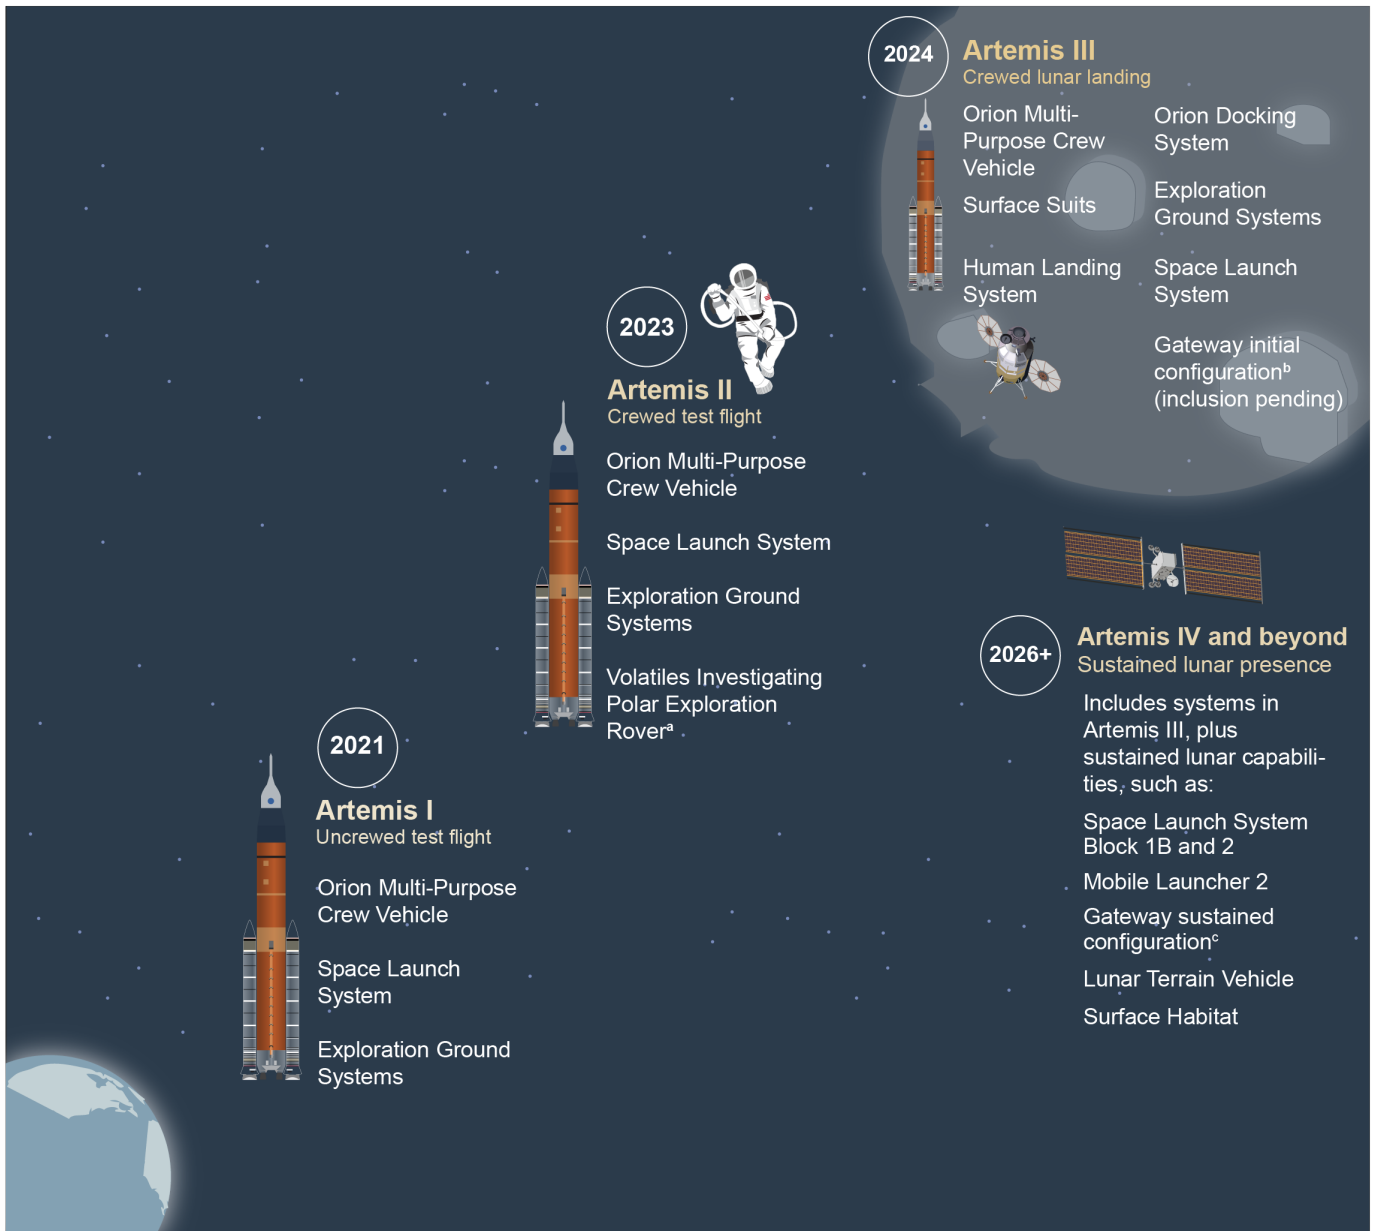 2024
Artemis III
Crewed lunar landing
Orion Multi-
Purpose Crew
Vehicle
Surface Suits
Human Landing
System
Orion Docking
System
Exploration
Ground Systems
Space Launch
System
Gateway initial
configurationᵇ
(inclusion pending)
2023
Artemis II
Crewed test flight
Orion Multi-Purpose
Crew Vehicle
Space Launch System
Exploration Ground
Systems
Volatiles Investigating
Polar Exploration
Roverᵃ
2026+
Artemis IV and beyond
Sustained lunar presence
Includes systems in
Artemis III, plus
sustained lunar capabili-
ties, such as:
Space Launch System
Block 1B and 2
Mobile Launcher 2
Gateway sustained
configurationᶜ
Lunar Terrain Vehicle
Surface Habitat
2021
Artemis I
Uncrewed test flight
Orion Multi-Purpose
Crew Vehicle
Space Launch
System
Exploration Ground
Systems